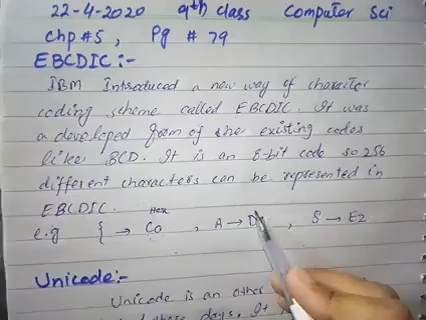 22-4-2020 9th class Computer Sci
Chp #5, Pg # 79
EBCDIC:-
IBM Introduced a new way of character
coding scheme called EBCDIC. It was
a developed form of the existing codes
like BCD. It is an 8-bit code so 256
different characters can be represented in
EBCDIC.
Hex
e.g { → C0 , A → , S → E2
Unicode:-
Unicode is an other
these days. It